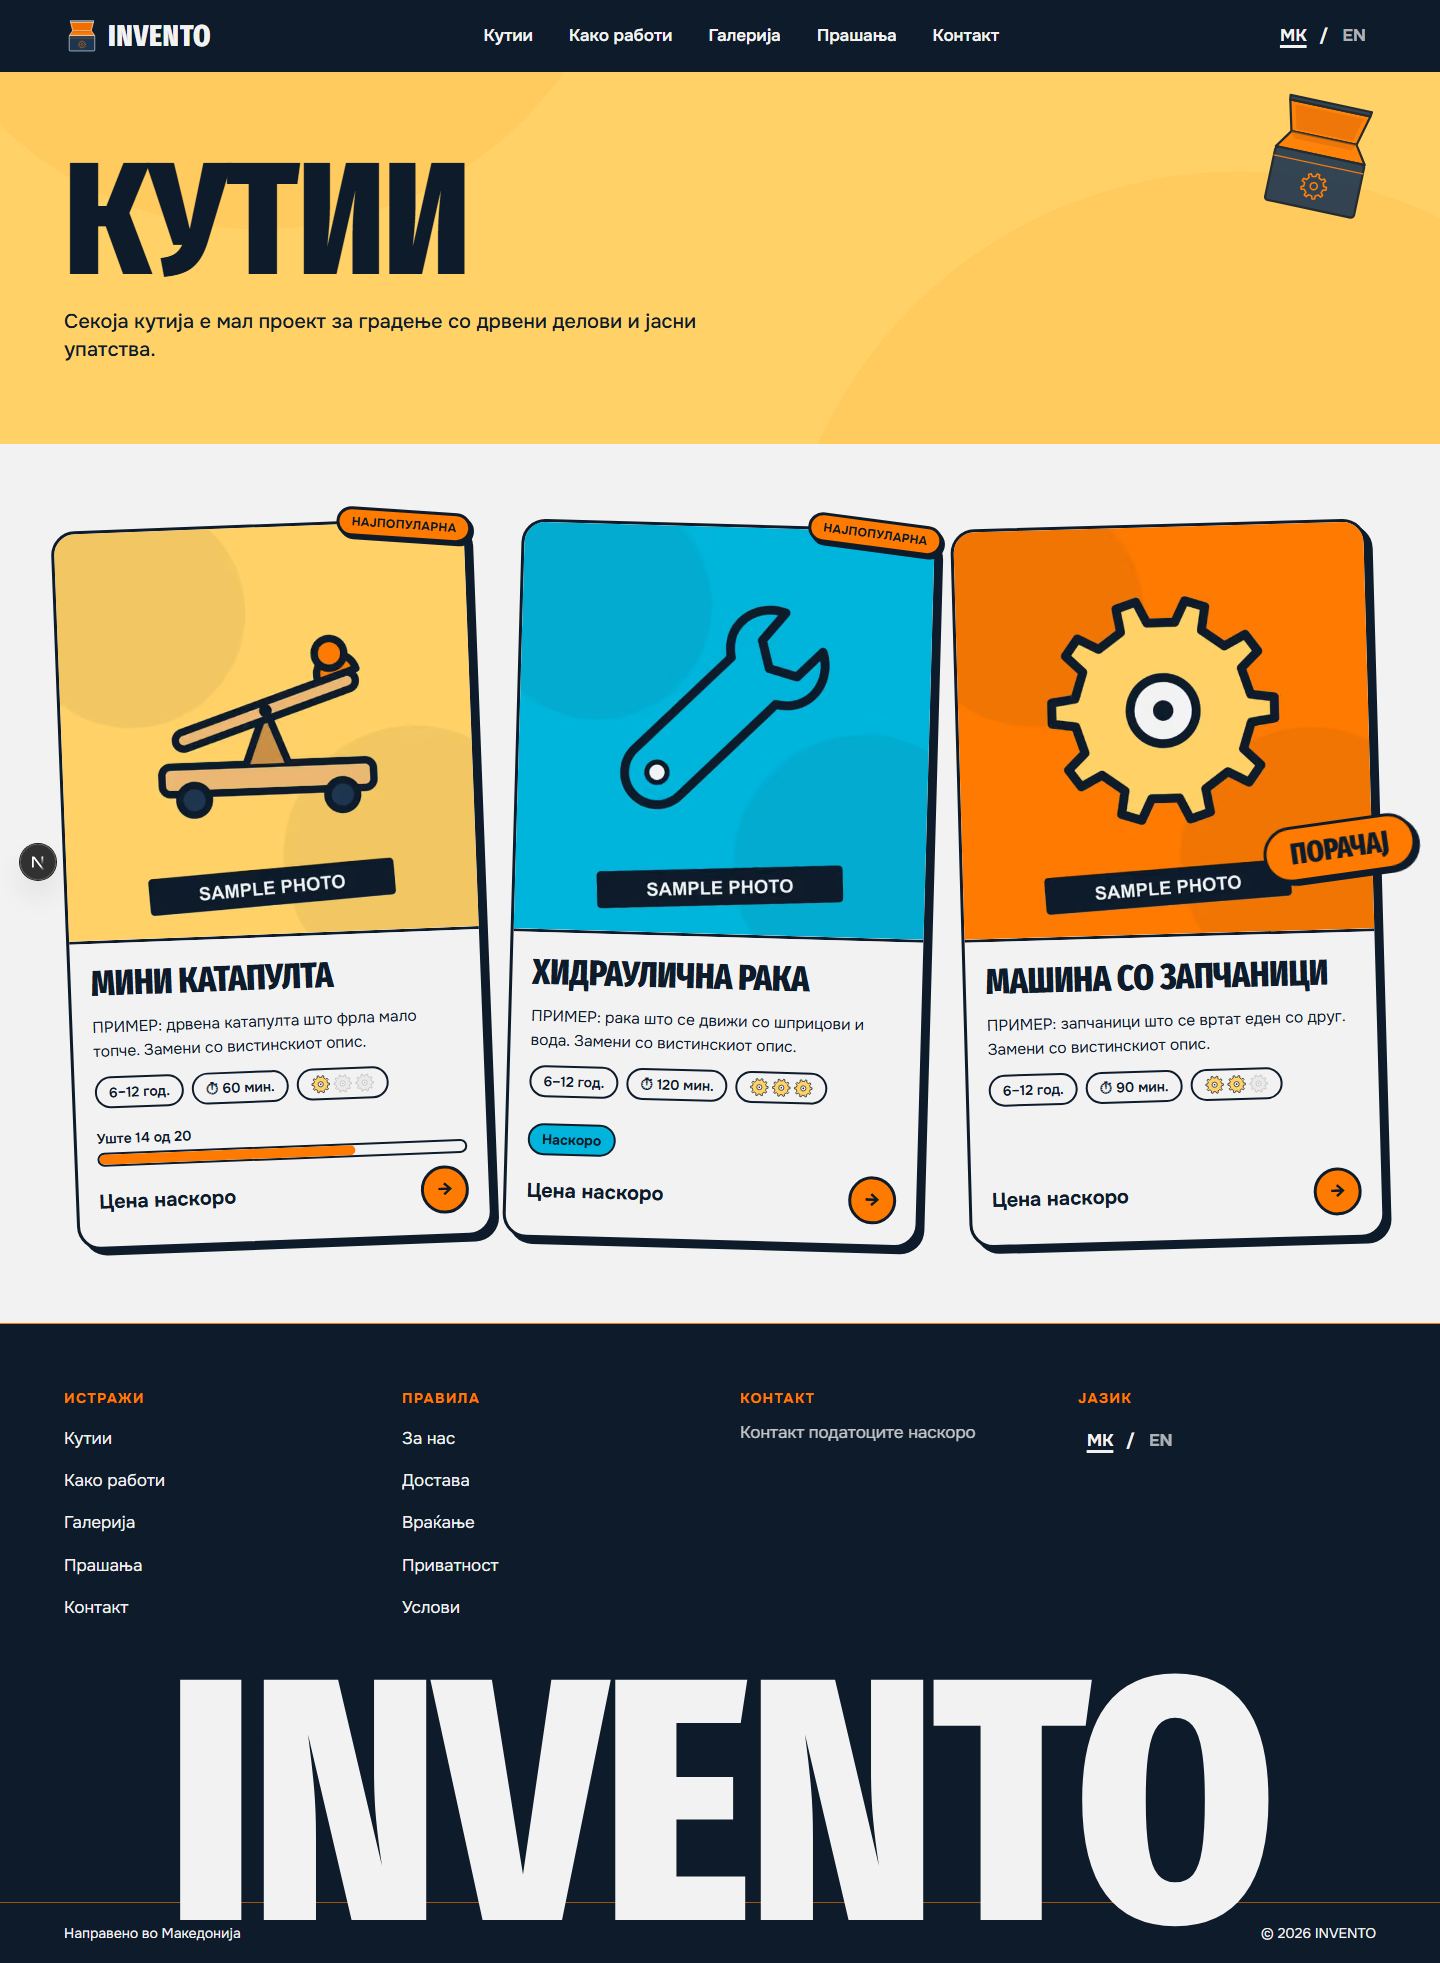 INVENTO
Кутии
Како работи
Галерија
Прашања
Контакт
МК / EN
КУТИИ
Секоја кутија е мал проект за градење со дрвени делови и јасни
упатства.
НАЈПОПУЛАРНА
SAMPLE PHOTO
МИНИ КАТАПУЛТА
ПРИМЕР: дрвена катапулта што фрла мало
топче. Замени со вистинскиот опис.
6–12 год.
⏱ 60 мин.
Уште 14 од 20
Цена наскоро
→
НАЈПОПУЛАРНА
SAMPLE PHOTO
ХИДРАУЛИЧНА РАКА
ПРИМЕР: рака што се движи со шприцови и
вода. Замени со вистинскиот опис.
6–12 год.
⏱ 120 мин.
Наскоро
Цена наскоро
→
SAMPLE PHOTO
ПОРАЧАЈ
МАШИНА СО ЗАПЧАНИЦИ
ПРИМЕР: запчаници што се вртат еден со друг.
Замени со вистинскиот опис.
6–12 год.
⏱ 90 мин.
Цена наскоро
→
N
ИСТРАЖИ
Кутии
Како работи
Галерија
Прашања
Контакт
ПРАВИЛА
За нас
Достава
Враќање
Приватност
Услови
КОНТАКТ
Контакт податоците наскоро
ЈАЗИК
МК / EN
INVENTO
Направено во Македонија
© 2026 INVENTO